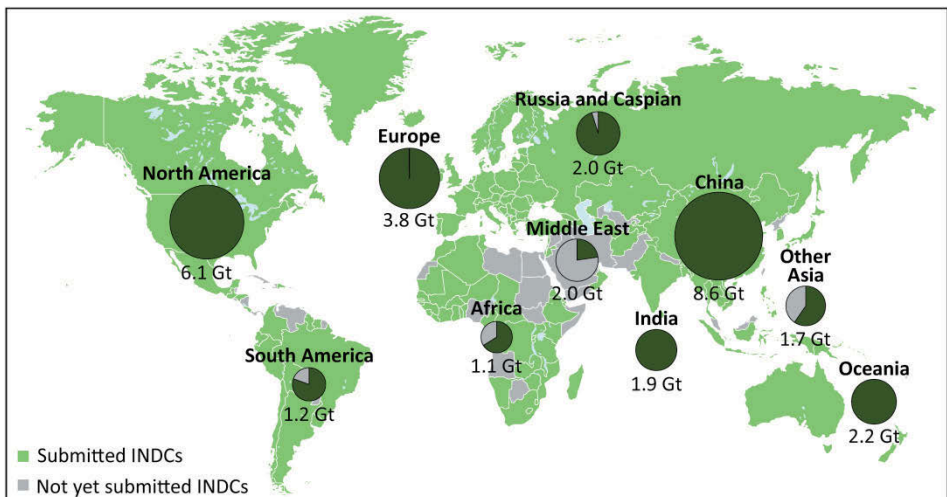 Russia and Caspian
2.0 Gt
Europe
3.8 Gt
North America
6.1 Gt
China
8.6 Gt
Middle East
2.0 Gt
Other
Asia
1.7 Gt
Africa
1.1 Gt
India
1.9 Gt
South America
1.2 Gt
Oceania
2.2 Gt
Submitted INDCs
Not yet submitted INDCs